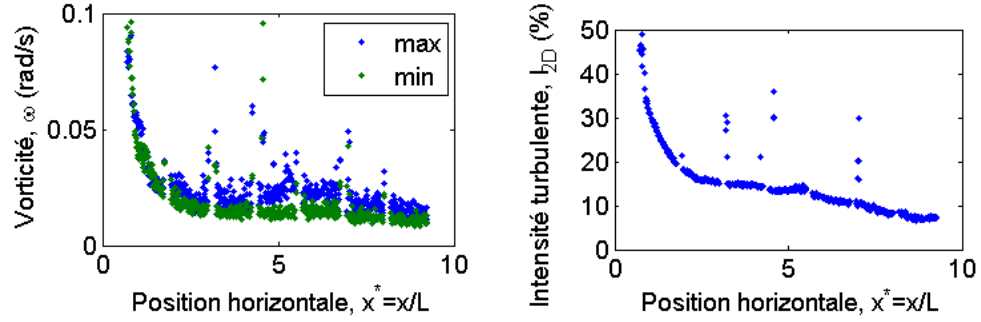 Vorticité, ω (rad/s)
0.1
0.05
0
max
min
0
5
10
Position horizontale, x*=x/L
Intensité turbulente, I2D (%)
50
40
30
20
10
0
0
5
10
Position horizontale, x*=x/L